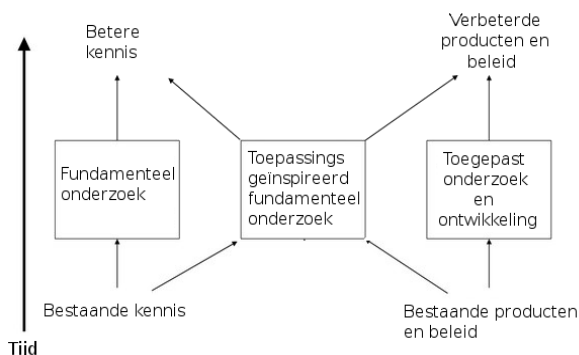 Betere
kennis
Verbeterde
producten en
beleid
Fundamenteel
onderzoek
Toepassings
geïnspireerd
fundamenteel
onderzoek
Toegepast
onderzoek
en
ontwikkeling
Bestaande kennis
Bestaande producten
en beleid
Tijd